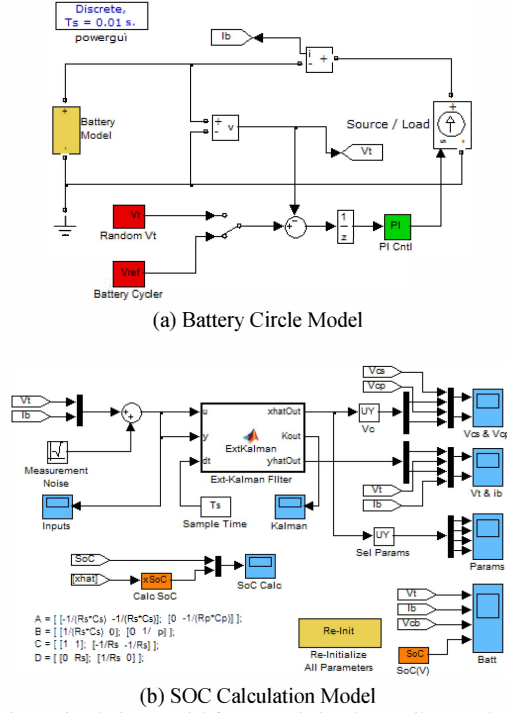 Discrete,
Ts = 0.01 s.
powergui
Ib
i
-
+
Battery
Model
+
-
v
Source / Load
Vt
Vt
Random Vt
1
z
PI
PI Cntl
Vref
Battery Cycler
(a) Battery Circle Model
Vt
Ib
Measurement
Noise
Inputs
u
y
dt
ExtKalman
xhatOut
Kout
yhatOut
Ext-Kalman Filter
Ts
Sample Time
Kalman
UY
Vc
Vcs
Vcp
Vcs & Vcp
Vt
Ib
Vt & ib
UY
Sel Params
Params
SoC
[xhat]
xSoC
Calc SoC
SoC Calc
A = [ [-1/(Rs*Cs) -1/(Rs*Cs)]; [0 -1/(Rp*Cp)] ];
B = [ [1/(Rs*Cs) 0]; [0 1/ p] ];
C = [ [1 1]; [-1/Rs -1/Rs] ];
D = [ [0 Rs]; [1/Rs 0] ];
Re-Init
Re-Initialize
All Parameters
Vt
Ib
Vcb
SoC
SoC(V)
Batt
(b) SOC Calculation Model